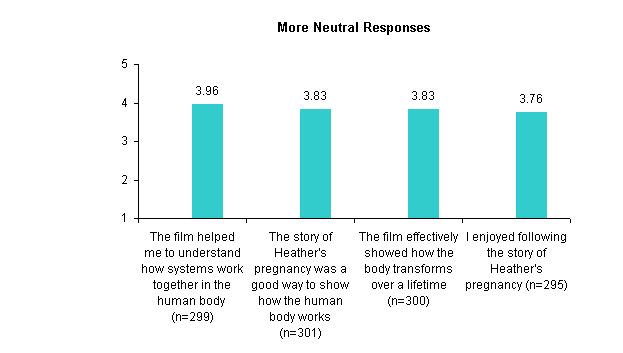 More Neutral Responses
5
4
3
2
1
3.96
3.83
3.83
3.76
The film helped
me to understand
how systems work
together in the
human body
(n=299)
The story of
Heather's
pregnancy was a
good way to show
how the human
body works
(n=301)
The film effectively
showed how the
body transforms
over a lifetime
(n=300)
I enjoyed following
the story of
Heather's
pregnancy (n=295)